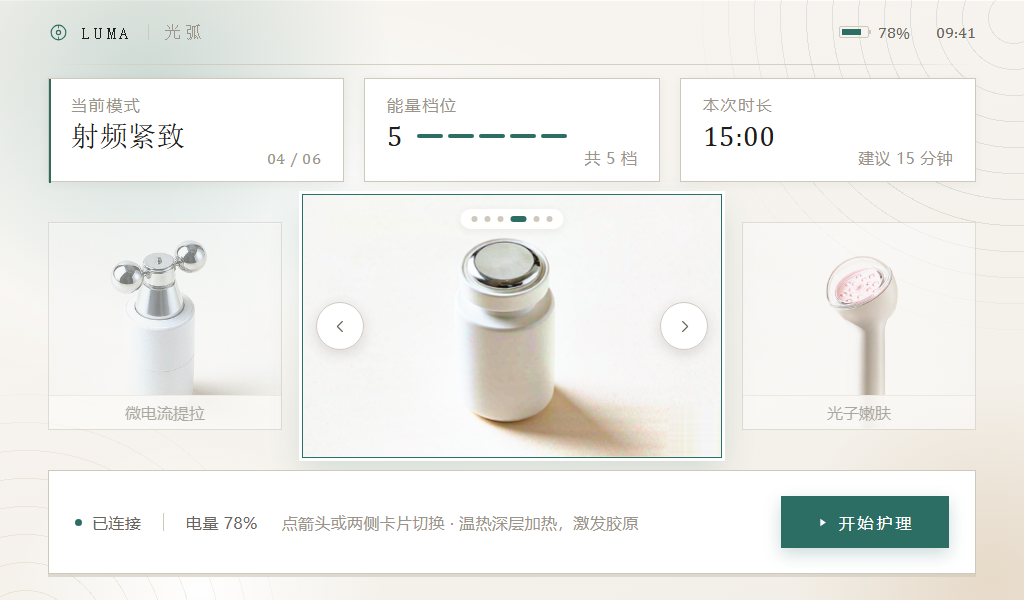 LUMA 光弧
78% 09:41
当前模式
射频紧致
04 / 06
能量档位
5
共 5 档
本次时长
15:00
建议 15 分钟
微电流提拉
光子嫩肤
已连接 电量 78% 点箭头或两侧卡片切换 · 温热深层加热，激发胶原
开始护理